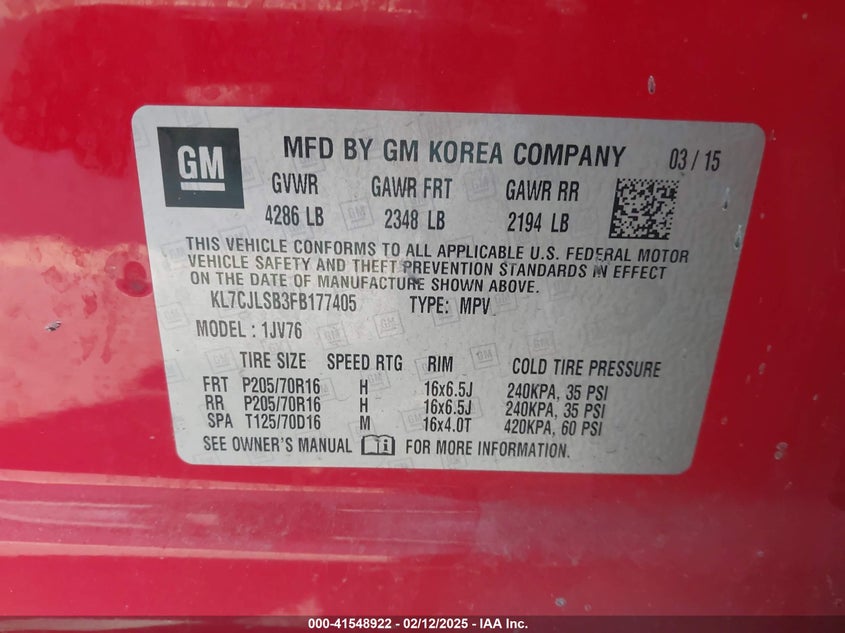 GM
MFD BY GM KOREA COMPANY 03/15
GVWR GAWR FRT GAWR RR
4286 LB 2348 LB 2194 LB
THIS VEHICLE CONFORMS TO ALL APPLICABLE U.S. FEDERAL MOTOR
VEHICLE SAFETY AND THEFT PREVENTION STANDARDS IN EFFECT
ON THE DATE OF MANUFACTURE SHOWN ABOVE.
KL7CJLSB3FB177405 TYPE: MPV
MODEL : 1JV76
TIRE SIZE SPEED RTG RIM COLD TIRE PRESSURE
FRT P205/70R16 H 16x6.5J 240KPA, 35 PSI
RR P205/70R16 H 16x6.5J 240KPA, 35 PSI
SPA T125/70D16 M 16x4.0T 420KPA, 60 PSI
SEE OWNER'S MANUAL FOR MORE INFORMATION.
000-41548922 - 02/12/2025 - IAA Inc.